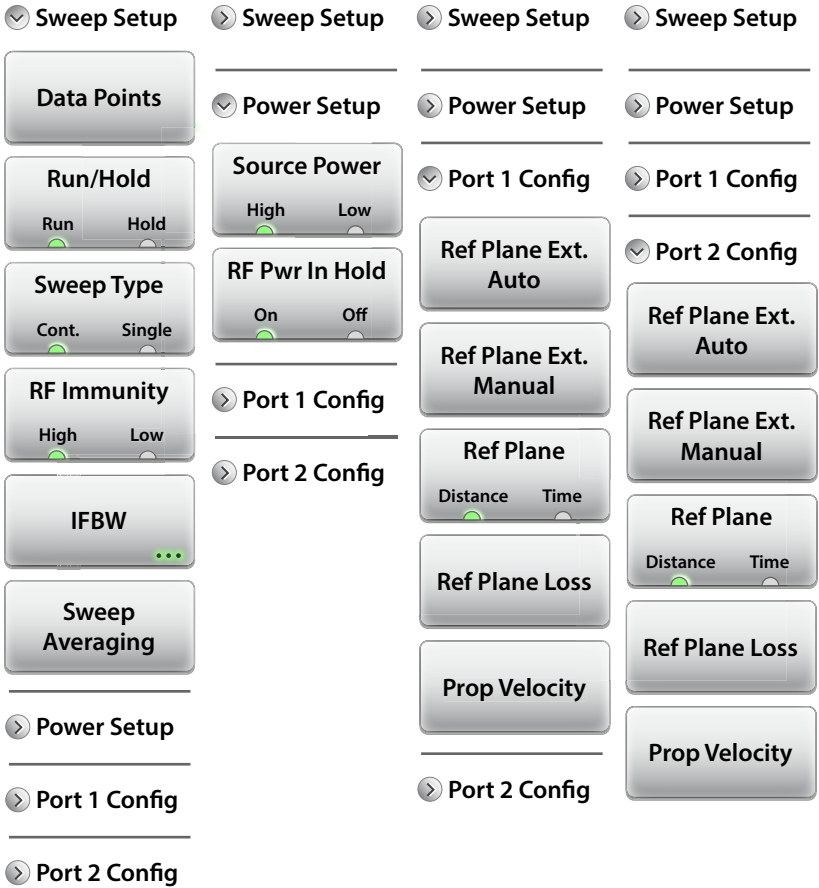 Sweep Setup
Data Points
Run/Hold
Run Hold
Sweep Type
Cont. Single
RF Immunity
High Low
IFBW
Sweep
Averaging
Power Setup
Port 1 Config
Port 2 Config
Sweep Setup
Power Setup
Source Power
High Low
RF Pwr In Hold
On Off
Port 1 Config
Port 2 Config
Sweep Setup
Power Setup
Port 1 Config
Ref Plane Ext.
Auto
Ref Plane Ext.
Manual
Ref Plane
Distance Time
Ref Plane Loss
Prop Velocity
Port 2 Config
Sweep Setup
Power Setup
Port 1 Config
Port 2 Config
Ref Plane Ext.
Auto
Ref Plane Ext.
Manual
Ref Plane
Distance Time
Ref Plane Loss
Prop Velocity